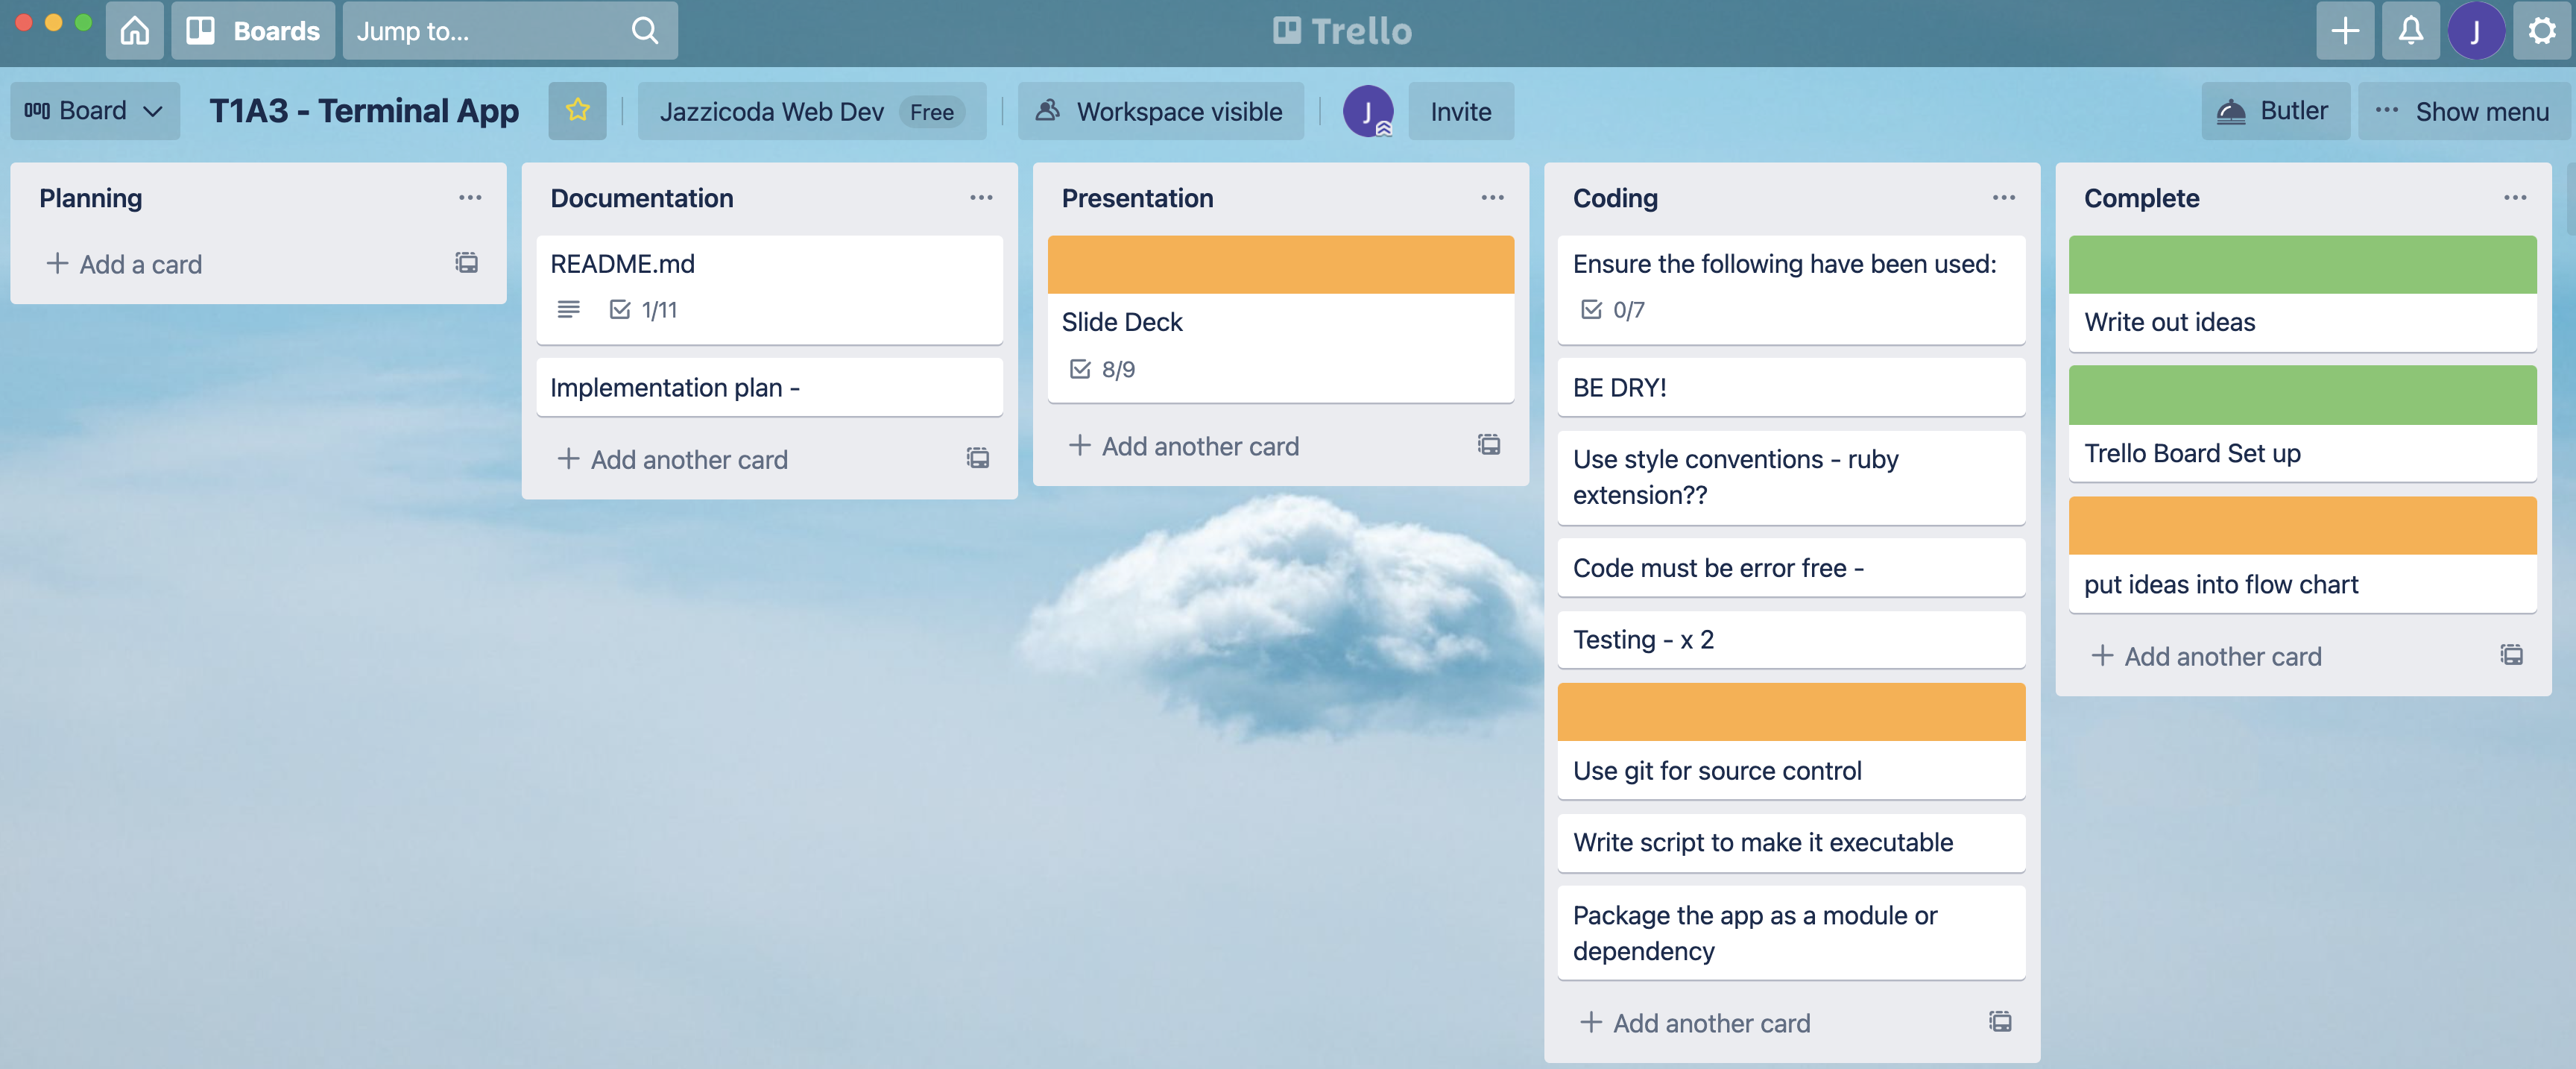 Boards
Jump to...
Trello
J
Board
T1A3 - Terminal App
Jazzicoda Web Dev Free
Workspace visible
J
Invite
Butler
Show menu
Planning
Add a card
Documentation
README.md
1/11
Implementation plan -
Add another card
Presentation
Slide Deck
8/9
Add another card
Coding
Ensure the following have been used:
0/7
BE DRY!
Use style conventions - ruby
extension??
Code must be error free -
Testing - x 2
Use git for source control
Write script to make it executable
Package the app as a module or
dependency
Add another card
Complete
Write out ideas
Trello Board Set up
put ideas into flow chart
Add another card